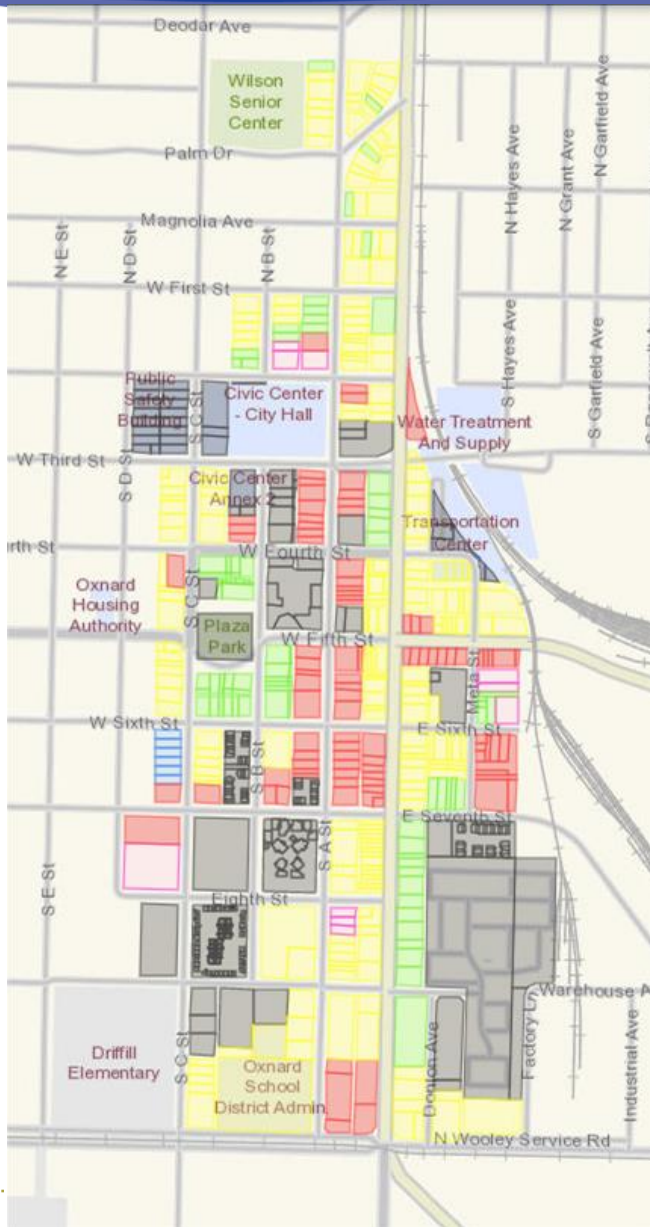 Deodar Ave
Wilson
Senior
Center
N Garfield Ave
N Hayes Ave
N Grant Ave
Palm Dr
Magnolia Ave
N E St
N D St
N B St
W First St
S Hayes Ave
S Garfield Ave
Public
Safety
Building
S C St
Civic Center
- City Hall
Water Treatment
And Supply
W Third St
S D St
Civic Center
Annex 2
Transportation
Center
rth St
W Fourth St
Oxnard
Housing
Authority
S C St
Plaza
Park
W Fifth St
Meta St
W Sixth St
E Sixth St
S B St
E Seventh St
S A St
S E St
Eighth St
Warehouse A
Driffill
Elementary
S C St
Oxnard
School
District Admin
Donlon Ave
Factory Ln
Industrial Ave
N Wooley Service Rd